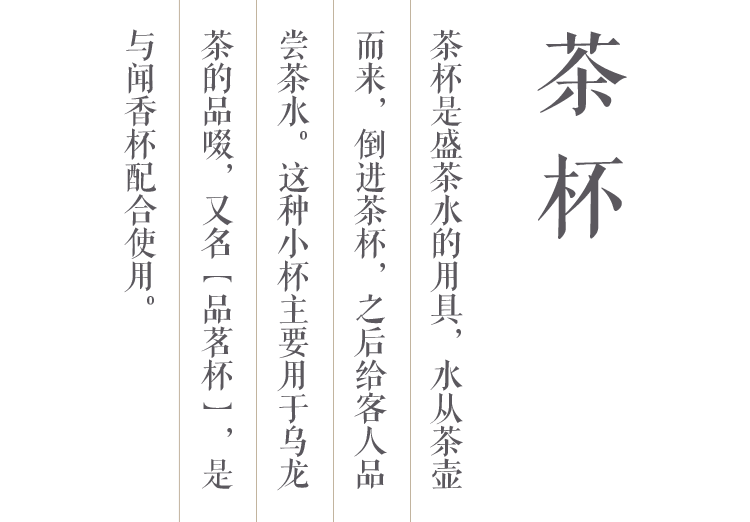 茶杯
茶杯是盛茶水的用具，水从茶壶
而来，倒进茶杯，之后给客人品
尝茶水。这种小杯主要用于乌龙
茶的品啜，又名【品茗杯】，是
与闻香杯配合使用。